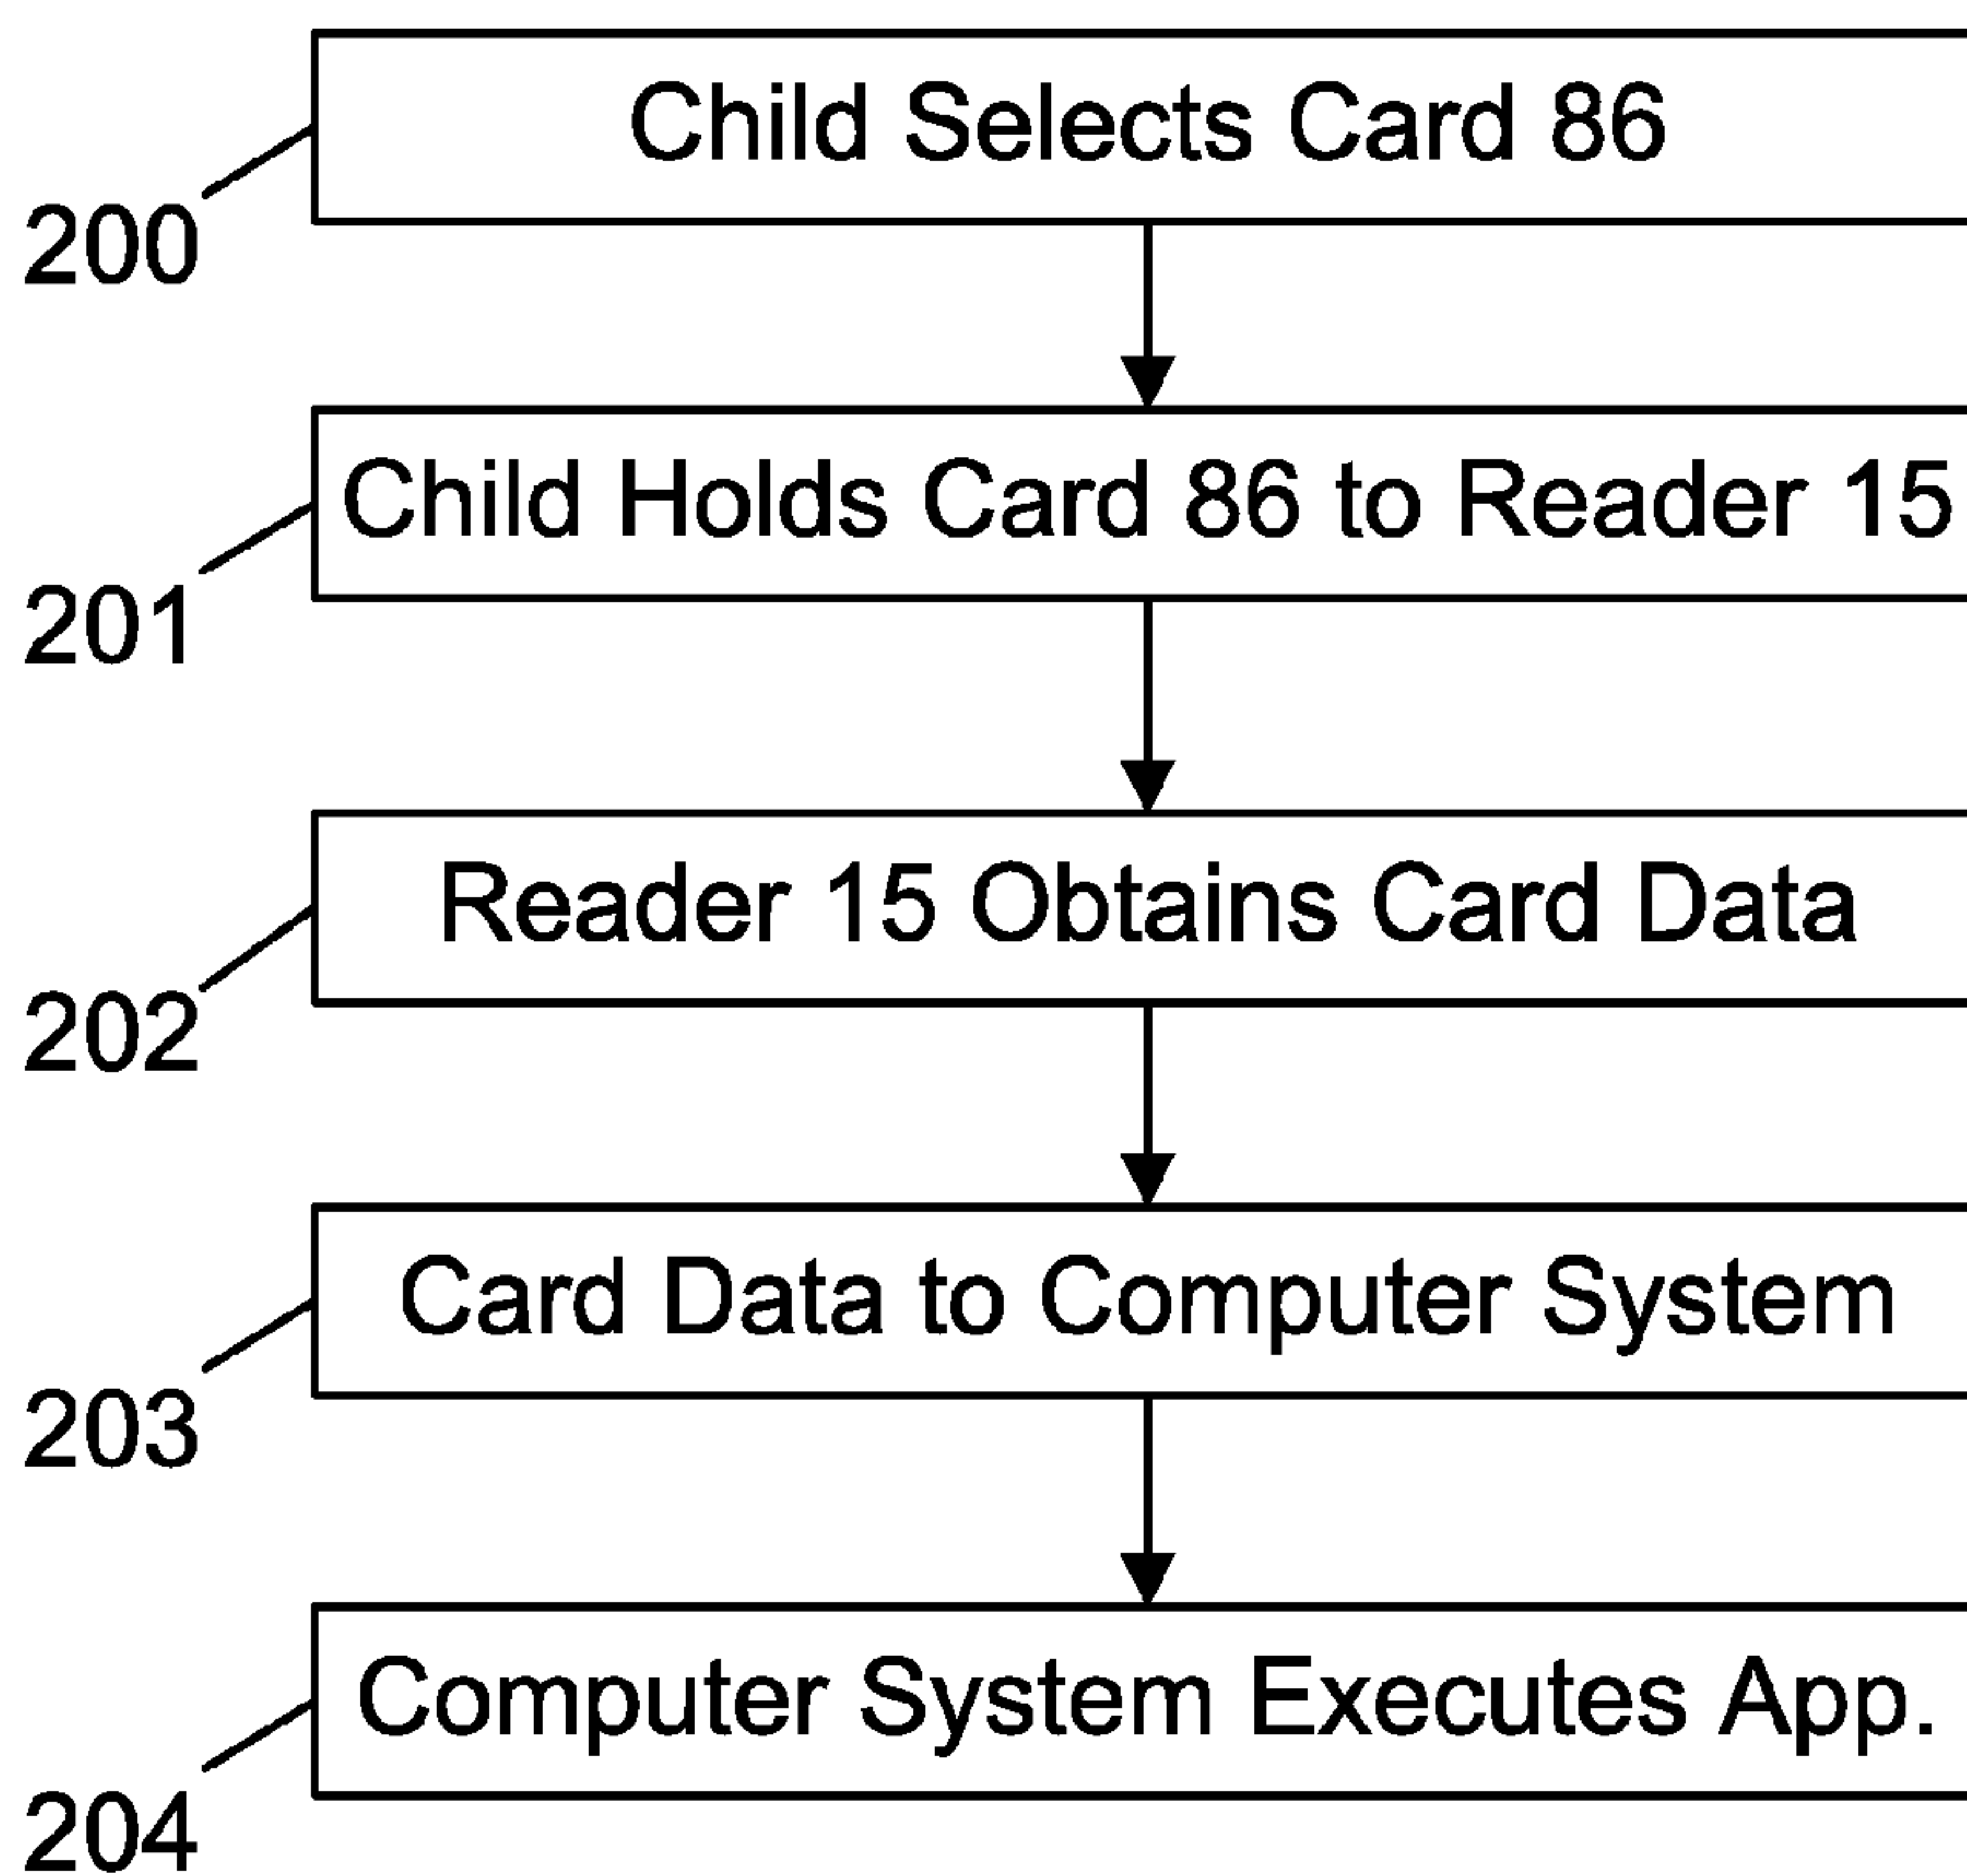 Child Selects Card 86
200
Child Holds Card 86 to Reader 15
201
Reader 15 Obtains Card Data
202
Card Data to Computer System
203
Computer System Executes App.
204